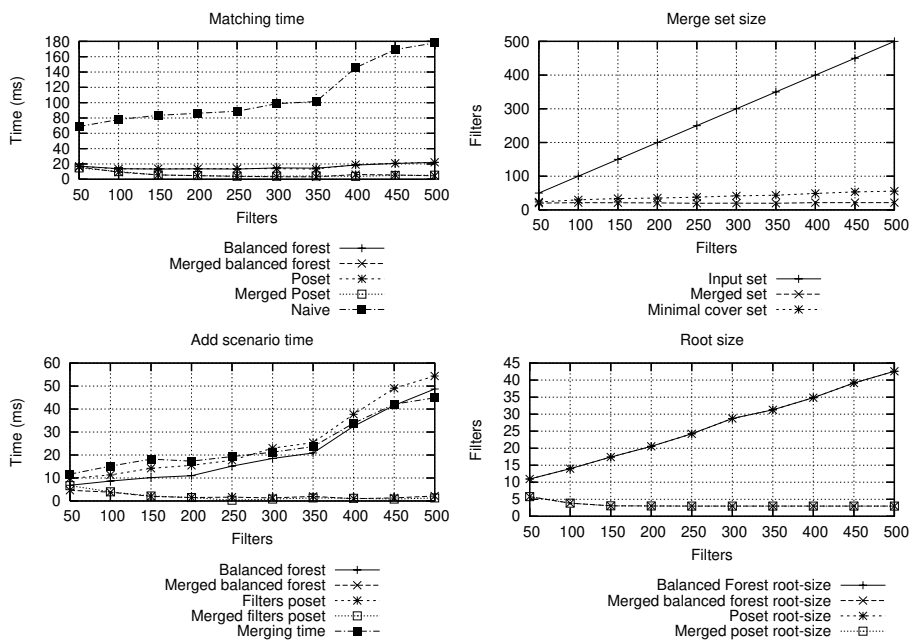 Matching time
Time (ms)
180
160
140
120
100
80
60
40
20
0
50 100 150 200 250 300 350 400 450 500
Filters
Balanced forest
Merged balanced forest
Poset
Merged Poset
Naive
Merge set size
Filters
500
400
300
200
100
0
50 100 150 200 250 300 350 400 450 500
Filters
Input set
Merged set
Minimal cover set
Add scenario time
Time (ms)
60
50
40
30
20
10
0
50 100 150 200 250 300 350 400 450 500
Filters
Balanced forest
Merged balanced forest
Filters poset
Merged filters poset
Merging time
Root size
Filters
45
40
35
30
25
20
15
10
5
0
50 100 150 200 250 300 350 400 450 500
Filters
Balanced Forest root-size
Merged balanced forest root-size
Poset root-size
Merged poset root-size